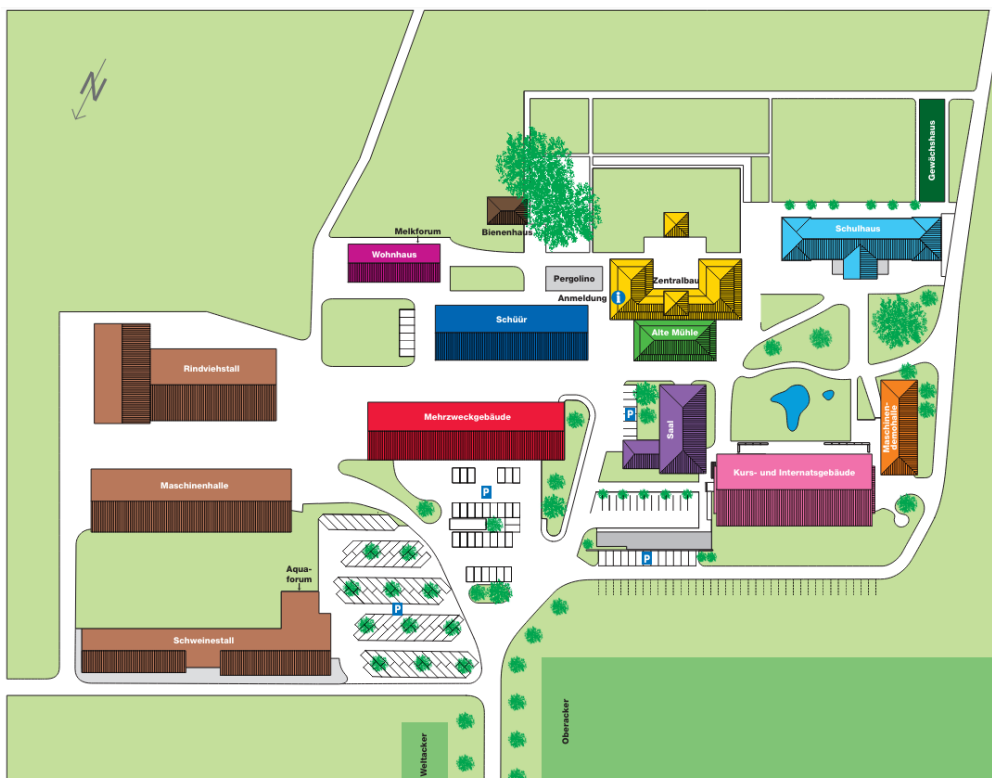 N
Gewächshaus
Bienenhaus
Melkforum
Schulhaus
Wohnhaus
Pergolino
Zentralbau
Anmeldung
i
Schüür
Alte Mühle
Rindviehstall
Mehrzweckgebäude
P
Saal
Maschinen-
demohalle
Kurs- und Internatsgebäude
Maschinenhalle
P
P
Aqua-
forum
P
Schweinestall
Oberacker
Weltacker